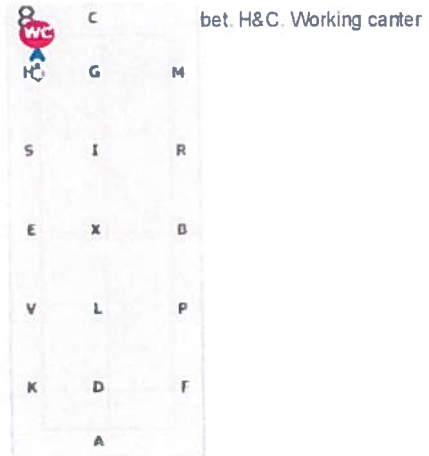 8 C bet. H&C. Working canter
WC
H G M
S I R
E X B
V L P
K D F
A